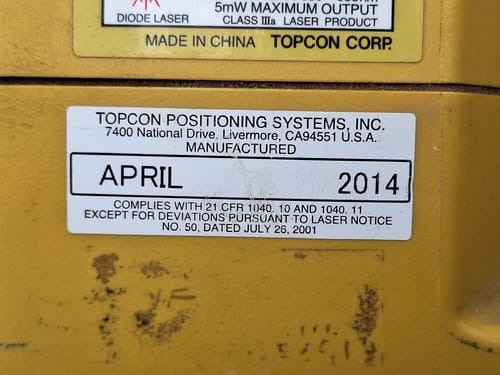 5mW MAXIMUM OUTPUT
DIODE LASER CLASS IIIa LASER PRODUCT
MADE IN CHINA TOPCON CORP.
TOPCON POSITIONING SYSTEMS, INC.
7400 National Drive, Livermore, CA94551 U.S.A.
MANUFACTURED
APRIL 2014
COMPLIES WITH 21 CFR 1040. 10 AND 1040. 11
EXCEPT FOR DEVIATIONS PURSUANT TO LASER NOTICE
NO. 50, DATED JULY 26, 2001